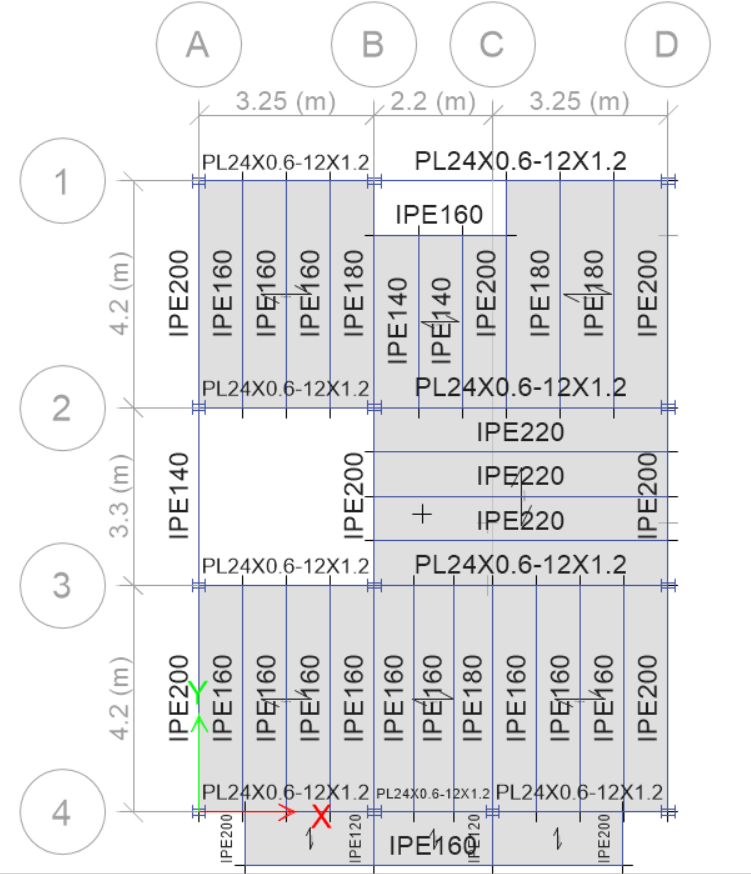 A B C D
3.25 (m) 2.2 (m) 3.25 (m)
PL24X0.6-12X1.2 PL24X0.6-12X1.2
1
IPE160
4.2 (m) IPE200 IPE160 IPE160 IPE160 IPE180 IPE140 IPE140 IPE200 IPE180 IPE180 IPE200
PL24X0.6-12X1.2 PL24X0.6-12X1.2
2
IPE220
3.3 (m) IPE140 IPE200 IPE220 IPE200
IPE220
PL24X0.6-12X1.2 PL24X0.6-12X1.2
3
4.2 (m) IPE200 IPE160 IPE160 IPE160 IPE160 IPE160 IPE160 IPE180 IPE160 IPE160 IPE160 IPE200
Y
PL24X0.6-12X1.2 PL24X0.6-12X1.2 PL24X0.6-12X1.2
4
X
IPE200 IPE120 IPE160 IPE120 IPE200